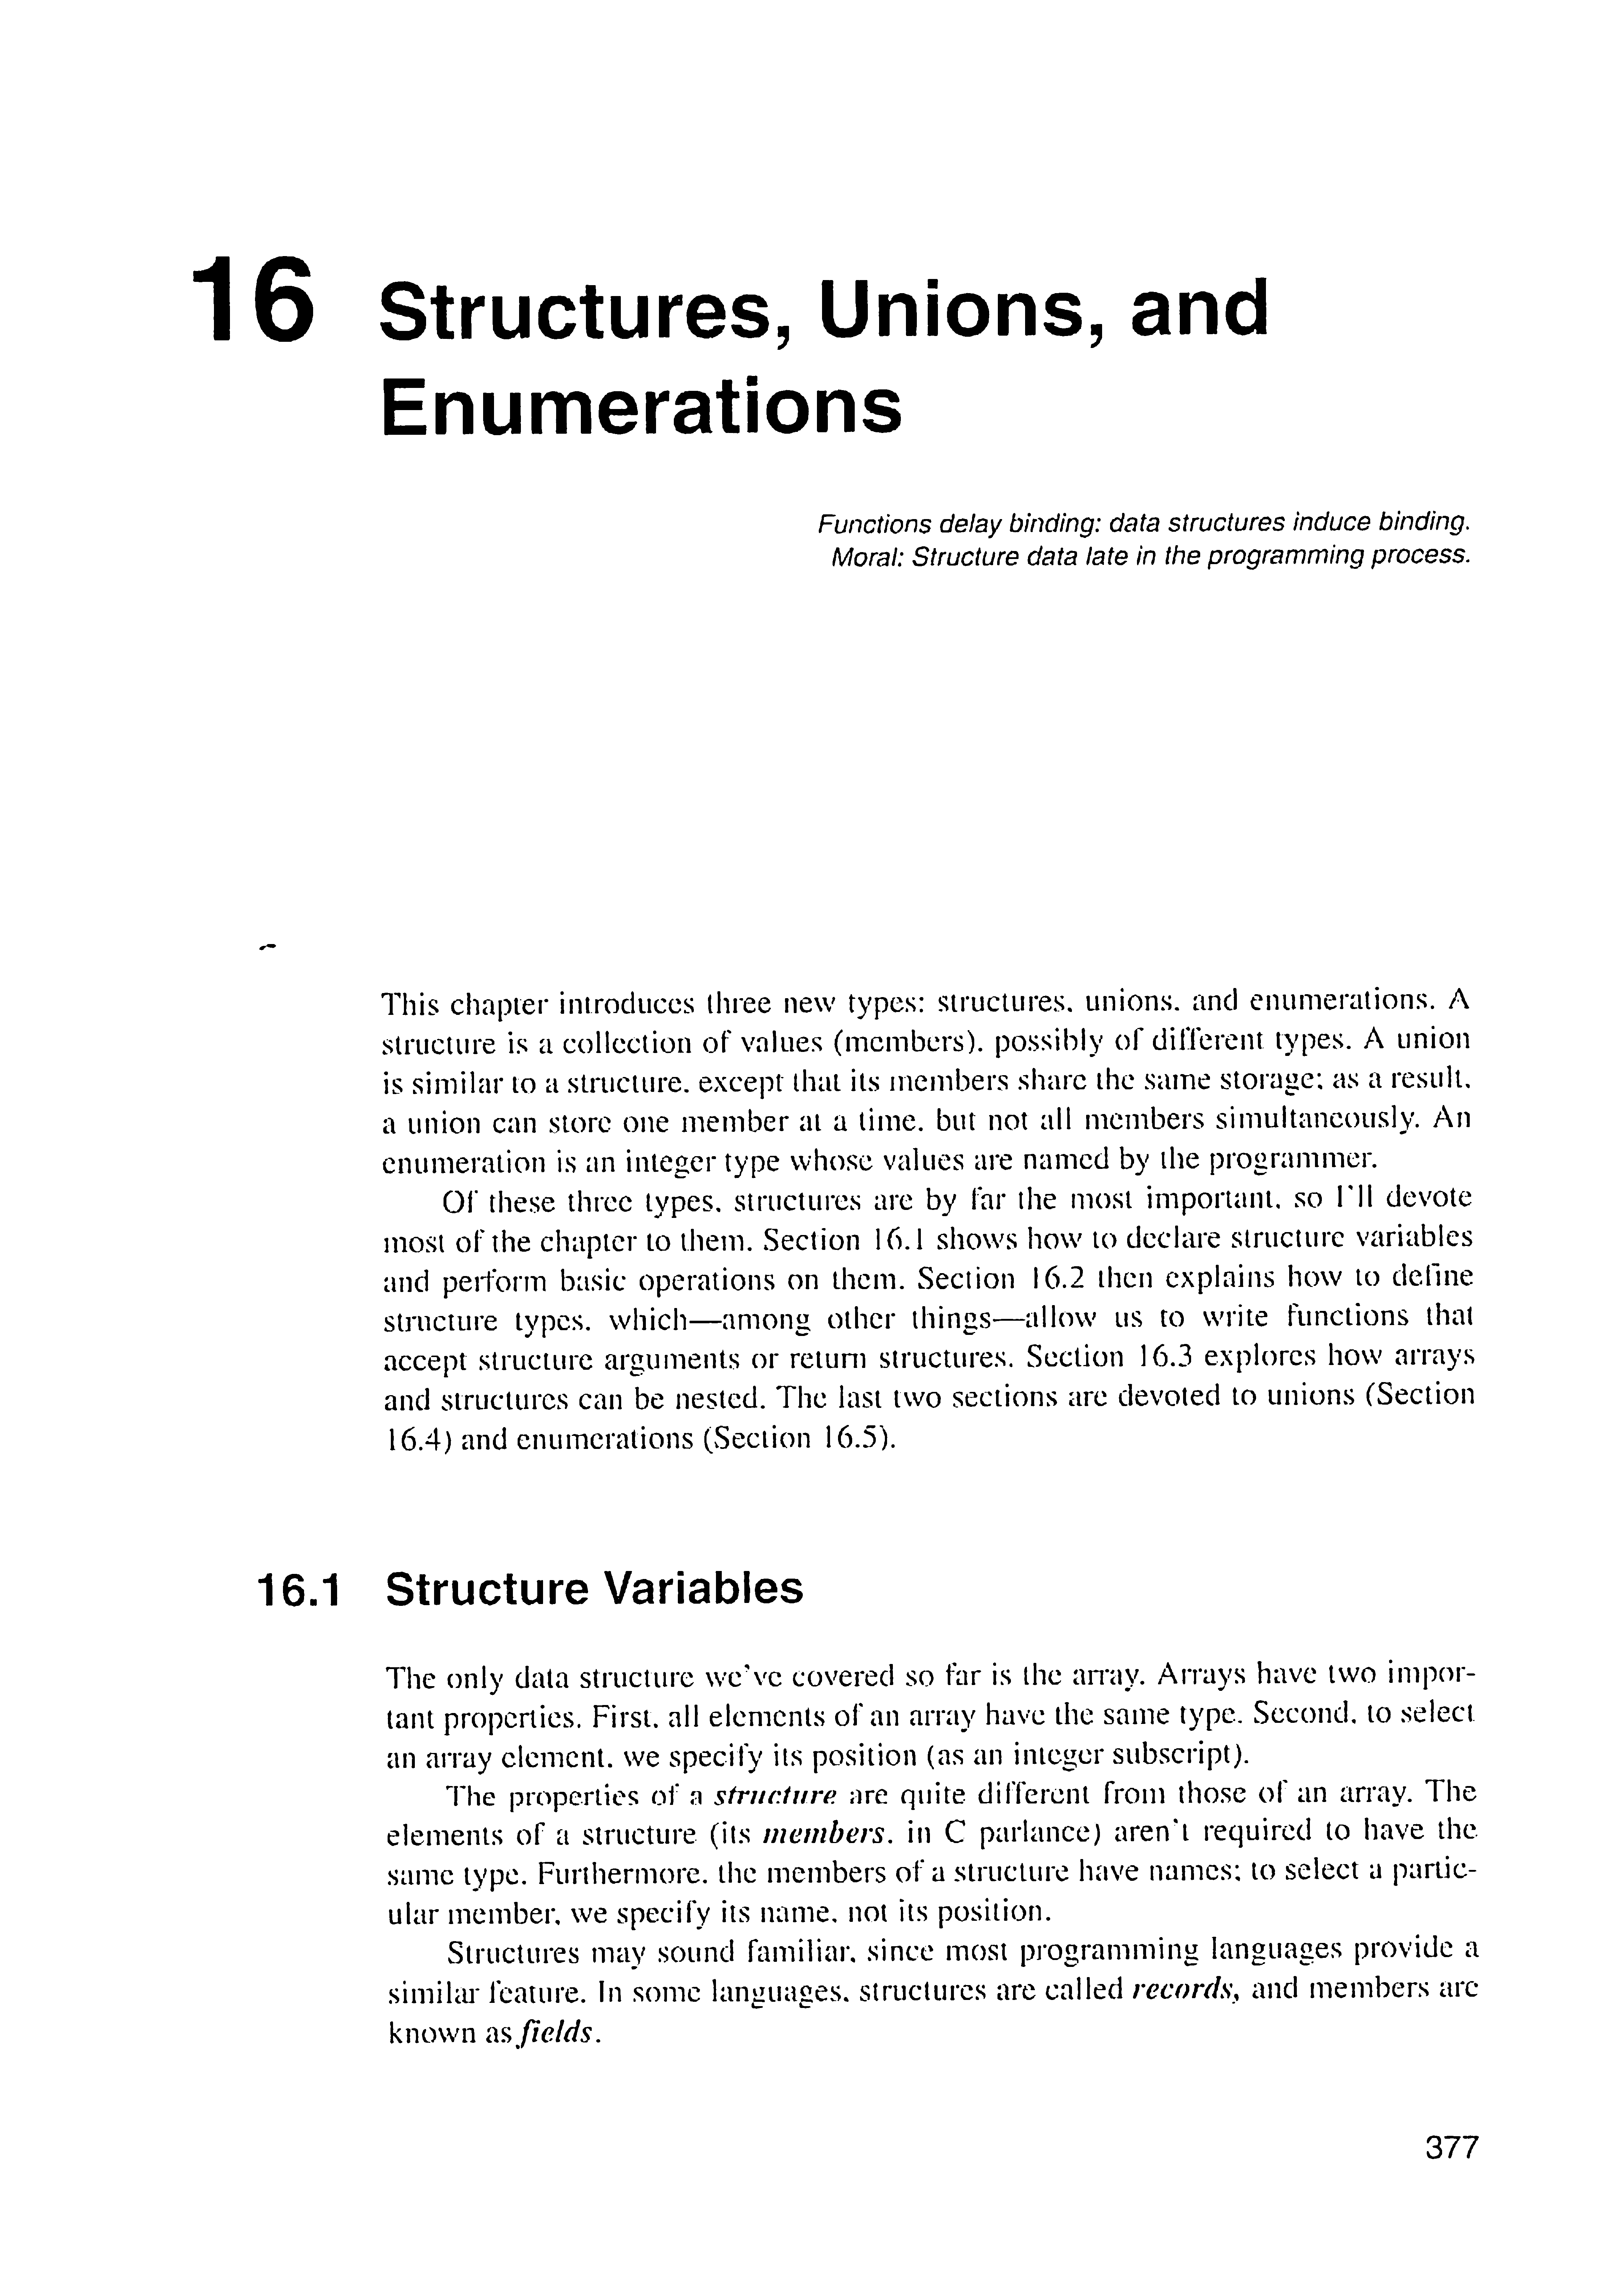 16 Structures, Unions, and
Enumerations
Functions delay binding: data structures induce binding.
Moral: Structure data late in the programming process.
This chapter introduces three new types: structures, unions, and enumerations. A
structure is a collection of values (members), possibly of different types. A union
is similar to a structure, except that its members share the same storage; as a result,
a union can store one member at a time, but not all members simultaneously. An
enumeration is an integer type whose values are named by the programmer.
Of these three types, structures are by far the most important, so I'll devote
most of the chapter to them. Section 16.1 shows how to declare structure variables
and perform basic operations on them. Section 16.2 then explains how to define
structure types, which—among other things—allow us to write functions that
accept structure arguments or return structures. Section 16.3 explores how arrays
and structures can be nested. The last two sections are devoted to unions (Section
16.4) and enumerations (Section 16.5).
16.1 Structure Variables
The only data structure we've covered so far is the array. Arrays have two impor-
tant properties. First, all elements of an array have the same type. Second, to select
an array element, we specify its position (as an integer subscript).
The properties of a structure are quite different from those of an array. The
elements of a structure (its members, in C parlance) aren't required to have the
same type. Furthermore, the members of a structure have names; to select a partic-
ular member, we specify its name, not its position.
Structures may sound familiar, since most programming languages provide a
similar feature. In some languages, structures are called records, and members are
known as fields.
377